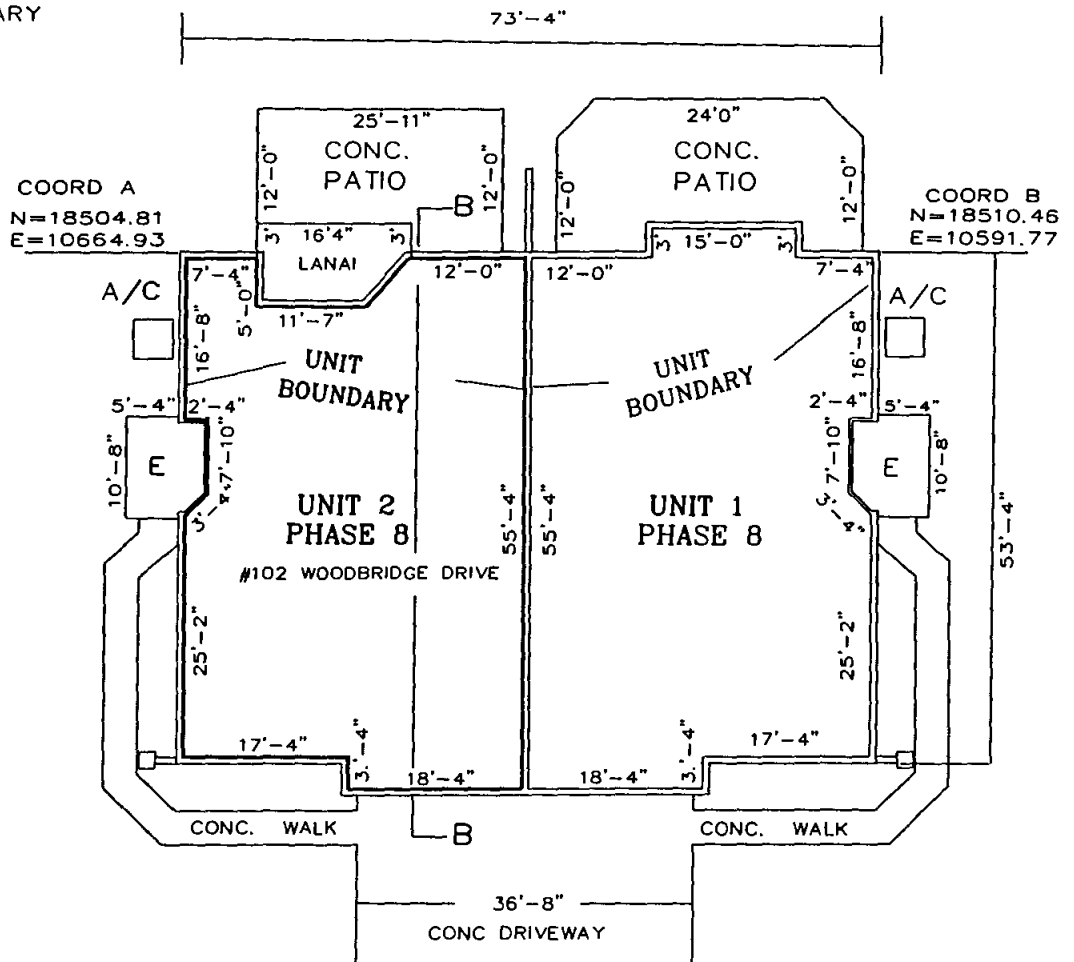 ARY
73'-4"
25'-11"
CONC.
PATIO
12'-0"
12'-0"
24'0"
CONC.
PATIO
12'-0"
12'-0"
COORD A
N=18504.81
E=10664.93
B
COORD B
N=18510.46
E=10591.77
3'
16'4"
3'
LANAI
3'
15'-0"
3'
7'-4"
12'-0"
12'-0"
7'-4"
A/C
5'-0"
11'-7"
A/C
16'-8"
16'-8"
UNIT
BOUNDARY
UNIT
BOUNDARY
5'-4"
2'-4"
2'-4"
5'-4"
10'-8"
E
7'-10"
7'-10"
E
10'-8"
3'-4"
UNIT 2
PHASE 8
55'-4"
55'-4"
UNIT 1
PHASE 8
53'-4"
#102 WOODBRIDGE DRIVE
25'-2"
25'-2"
17'-4"
3.'-4"
3.'-4"
17'-4"
18'-4"
18'-4"
CONC. WALK
B
CONC. WALK
36'-8"
CONC DRIVEWAY